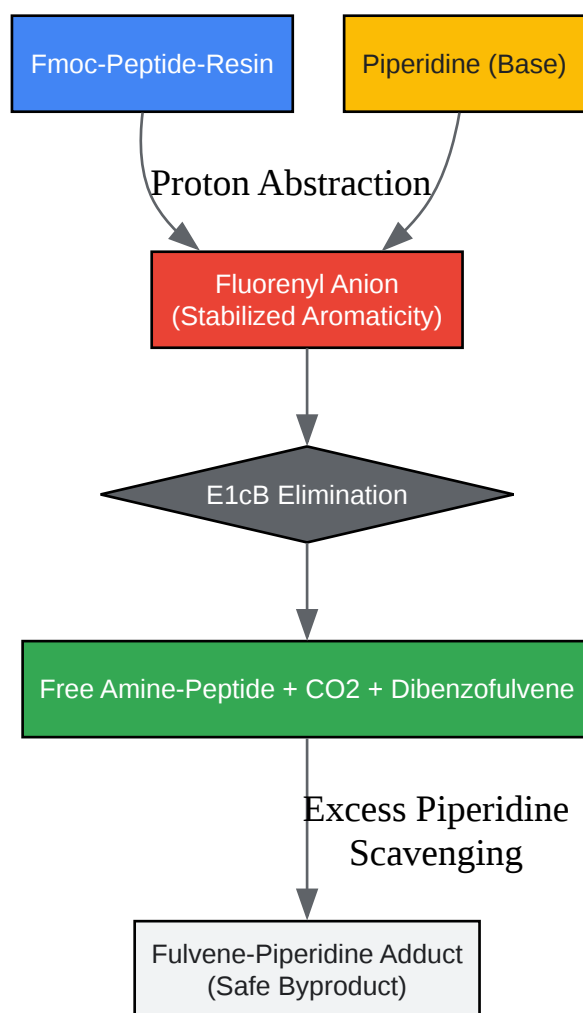 Fmoc-Peptide-Resin
Piperidine (Base)
Proton Abstraction
Fluorenyl Anion
(Stabilized Aromaticity)
E1cB Elimination
Free Amine-Peptide + CO2 + Dibenzofulvene
Excess Piperidine
Scavenging
Fulvene-Piperidine Adduct
(Safe Byproduct)